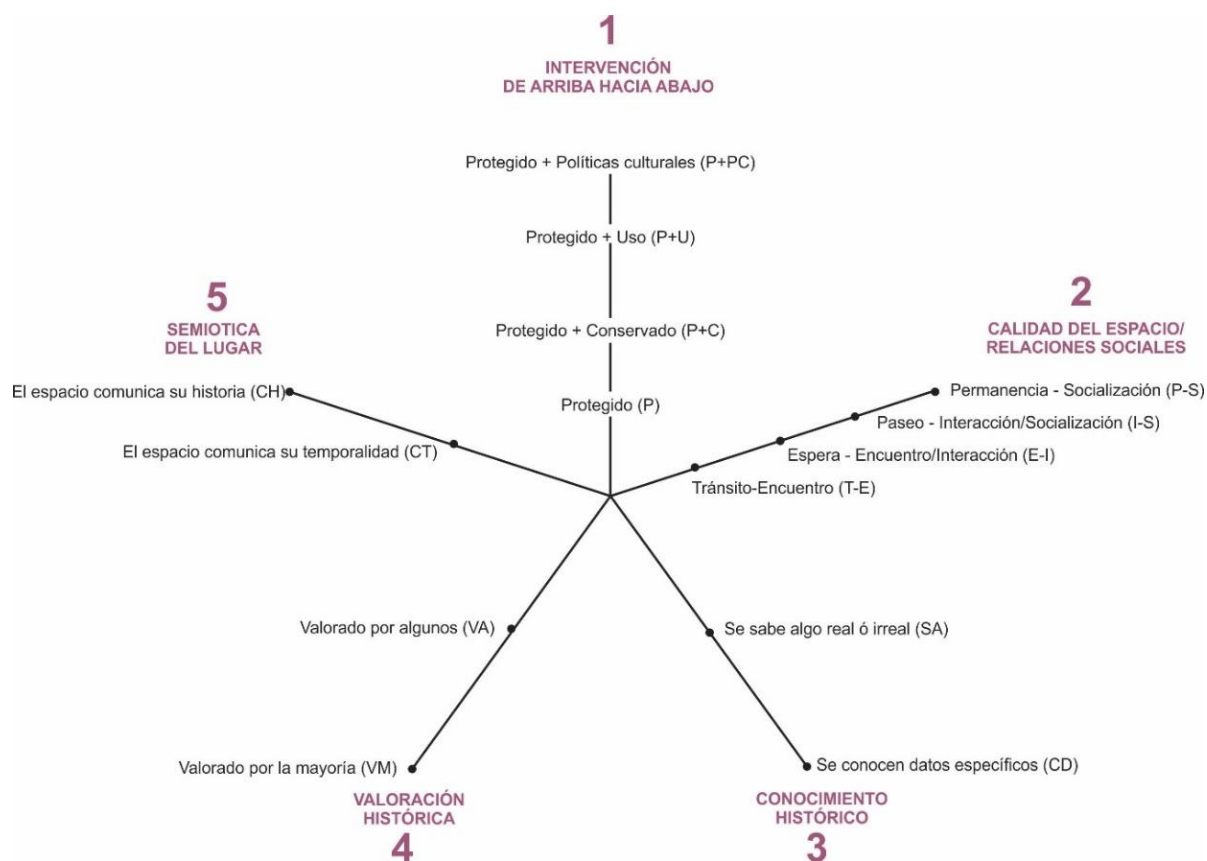 1
INTERVENCIÓN
DE ARRIBA HACIA ABAJO
Protegido + Políticas culturales (P+PC)
Protegido + Uso (P+U)
Protegido + Conservado (P+C)
Protegido (P)
2
CALIDAD DEL ESPACIO/
RELACIONES SOCIALES
Permanencia - Socialización (P-S)
Paseo - Interacción/Socialización (I-S)
Espera - Encuentro/Interacción (E-I)
Tránsito-Encuentro (T-E)
Se sabe algo real ó irreal (SA)
Se conocen datos específicos (CD)
CONOCIMIENTO
HISTÓRICO
3
Valorado por algunos (VA)
Valorado por la mayoría (VM)
VALORACIÓN
HISTÓRICA
4
5
SEMIOTICA
DEL LUGAR
El espacio comunica su historia (CH)
El espacio comunica su temporalidad (CT)